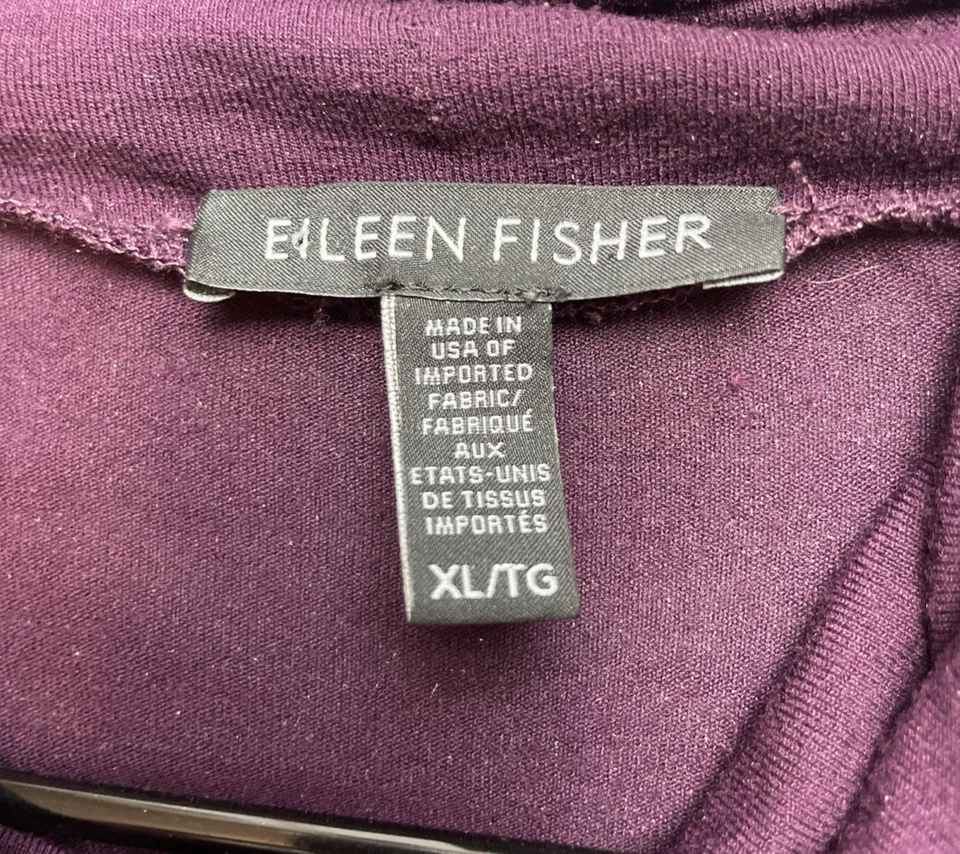 EILEEN FISHER
MADE IN
USA OF
IMPORTED
FABRIC/
FABRIQUÉ
AUX
ETATS-UNIS
DE TISSUS
IMPORTÉS
XL/TG